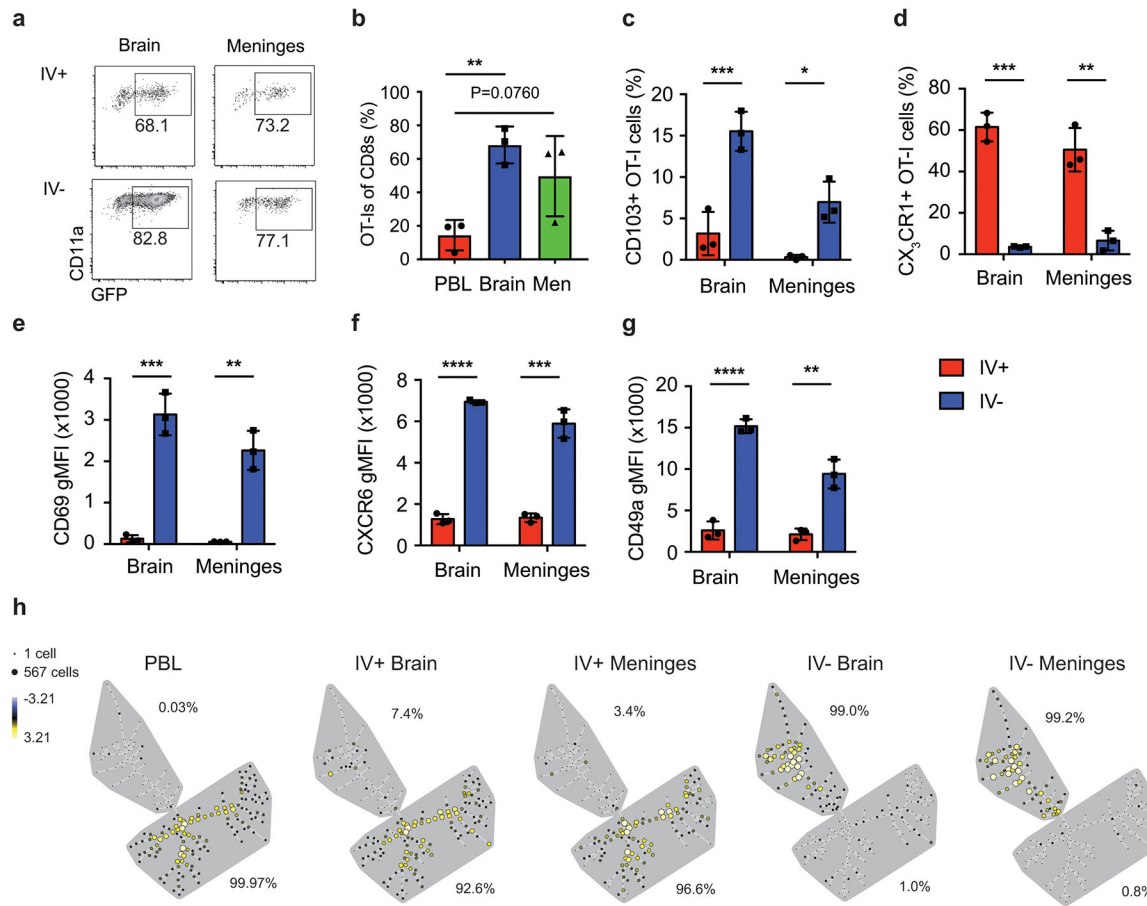 a
Brain
Meninges
IV+
68.1
73.2
IV-
82.8
77.1
CD11a
GFP
b
**
P=0.0760
OT-Is of CD8s (%)
100
80
60
40
20
0
PBL Brain Men
c
***
*
CD103+ OT-I cells (%)
20
15
10
5
0
Brain
Meninges
d
***
**
CX₃CR1+ OT-I cells (%)
80
60
40
20
0
Brain
Meninges
e
***
**
CD69 gMFI (x1000)
4
3
2
1
0
Brain
Meninges
f
****
***
CXCR6 gMFI (x1000)
8
6
4
2
0
Brain
Meninges
g
****
**
CD49a gMFI (x1000)
20
15
10
5
0
Brain
Meninges
IV+
IV-
h
1 cell
567 cells
-3.21
3.21
PBL
0.03%
99.97%
IV+ Brain
7.4%
92.6%
IV+ Meninges
3.4%
96.6%
IV- Brain
99.0%
1.0%
IV- Meninges
99.2%
0.8%